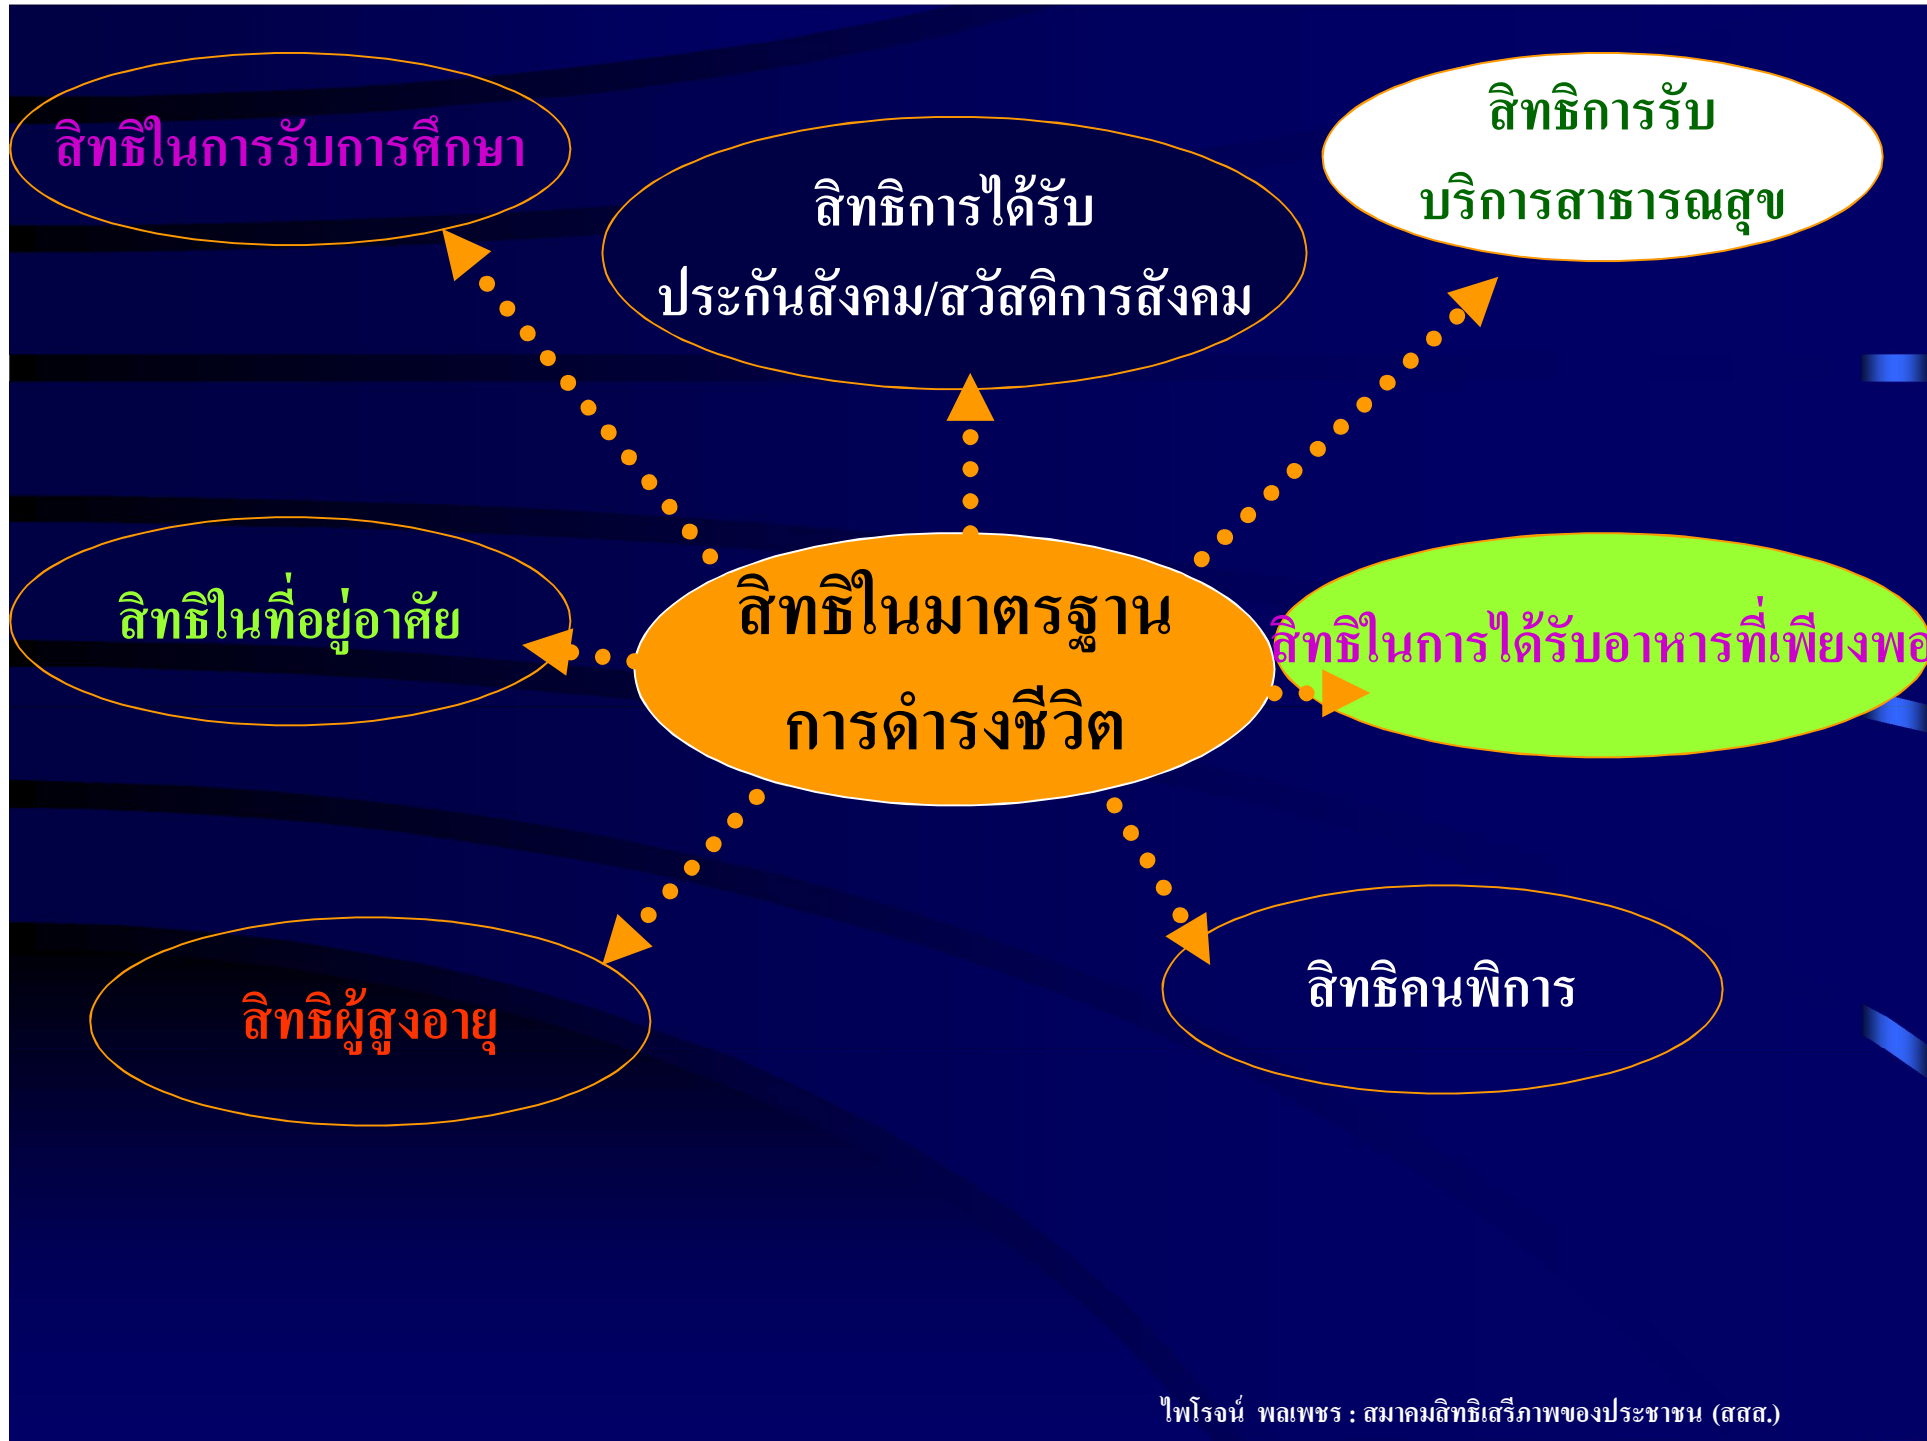 สิทธิในการรับการศึกษา
สิทธิการได้รับ
ประกันสังคม/สวัสดิการสังคม
สิทธิการรับ
บริการสาธารณสุข
สิทธิในที่อยู่อาศัย
สิทธิในมาตรฐาน
การดำรงชีวิต
สิทธิในการได้รับอาหารที่เพียงพอ
สิทธิผู้สูงอายุ
สิทธิคนพิการ
ไพโรจน์ พลเพชร : สมาคมสิทธิเสรีภาพของประชาชน (สสส.)